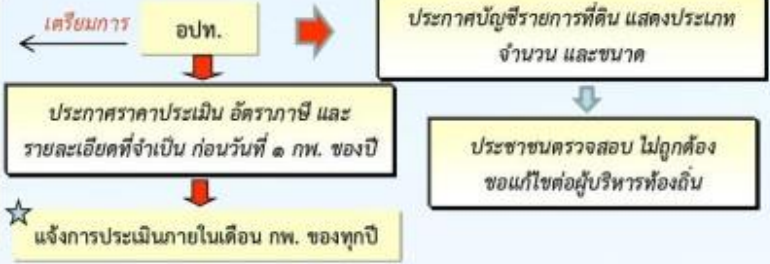 เตรียมการ
อปท.
ประกาศบัญชีรายการที่ดิน แสดงประเภท
จำนวน และขนาด
ประกาศราคาประเมิน อัตราภาษี และ
รายละเอียดที่จำเป็น ก่อนวันที่ ๑ กพ. ของปี
ประชาชนตรวจสอบ ไม่ถูกต้อง
ขอแก้ไขต่อผู้บริหารท้องถิ่น
แจ้งการประเมินภายในเดือน กพ. ของทุกปี